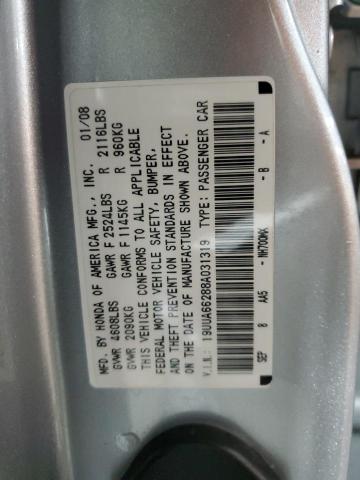 MFD. BY HONDA OF AMERICA MFG., INC. 01/08
GVWR 4608LBS GAWR F 2524LBS R 2116LBS
GVWR 2090KG GAWR F 1145KG R 960KG
THIS VEHICLE CONFORMS TO ALL APPLICABLE
FEDERAL MOTOR VEHICLE SAFETY, BUMPER,
AND THEFT PREVENTION STANDARDS IN EFFECT
ON THE DATE OF MANUFACTURE SHOWN ABOVE.
V.I.N.: 19UUA66288A031319 TYPE: PASSENGER CAR
SEP 8 AA5 - NH700MX - B - A